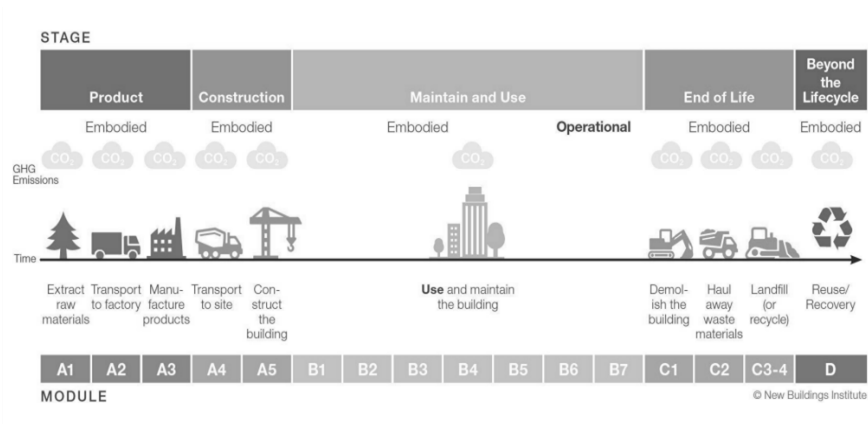 STAGE
Product
Construction
Maintain and Use
End of Life
Beyond
the
Lifecycle
Embodied
Embodied
Embodied
Operational
Embodied
Embodied
GHG
Emissions
CO₂
CO₂
CO₂
CO₂
CO₂
CO₂
CO₂
CO₂
CO₂
CO₂
Time
Extract
raw
materials
Transport
to factory
Manu-
facture
products
Transport
to site
Con-
struct
the
building
Use and maintain
the building
Demol-
ish the
building
Haul
away
waste
materials
Landfill
(or
recycle)
Reuse/
Recovery
A1 A2 A3 A4 A5 B1 B2 B3 B4 B5 B6 B7 C1 C2 C3-4 D
MODULE
© New Buildings Institute